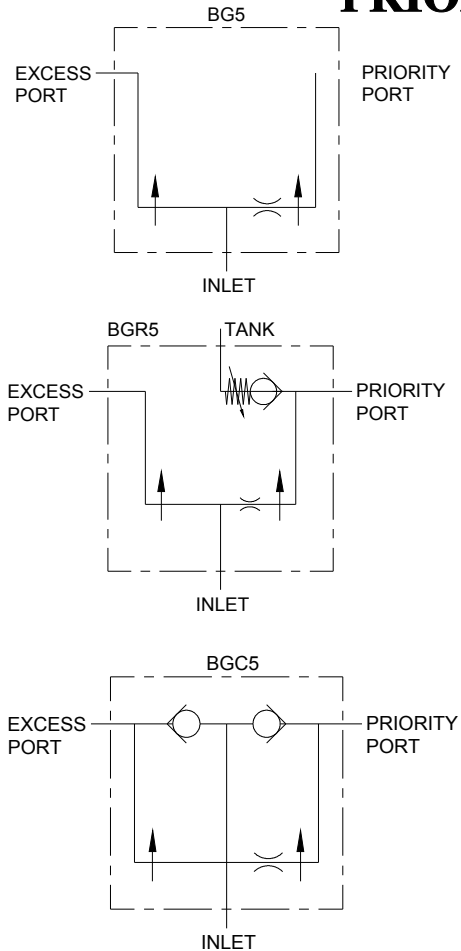 BG5
EXCESS
PORT
PRIORITY
PORT
INLET
BGR5
TANK
EXCESS
PORT
PRIORITY
PORT
INLET
BGC5
EXCESS
PORT
PRIORITY
PORT
INLET